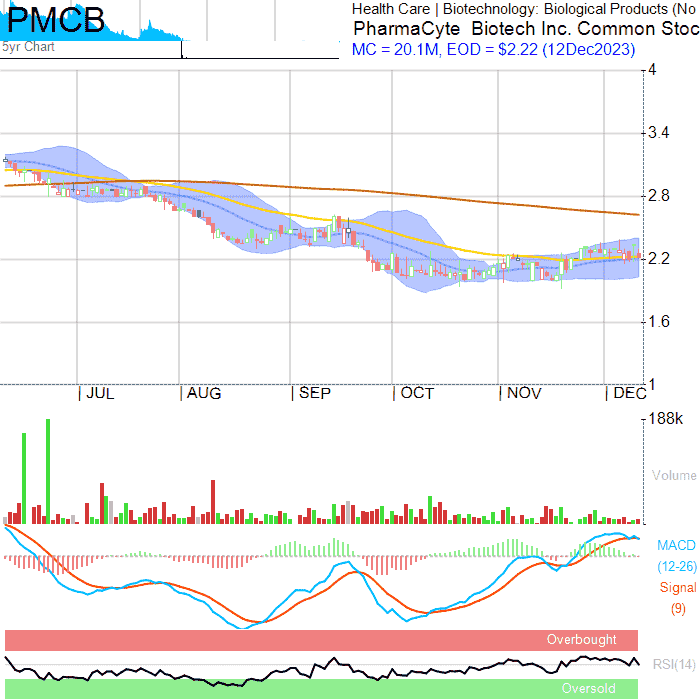 PMCB
5yr Chart
Health Care | Biotechnology: Biological Products (No
PharmaCyte Biotech Inc. Common Stoc
MC = 20.1M, EOD = $2.22 (12Dec2023)
4
3.4
2.8
2.2
1.6
1
| JUL | AUG | SEP | OCT | NOV | DEC
188k
Volume
MACD
(12-26)
Signal
(9)
Overbought
RSI(14)
Oversold